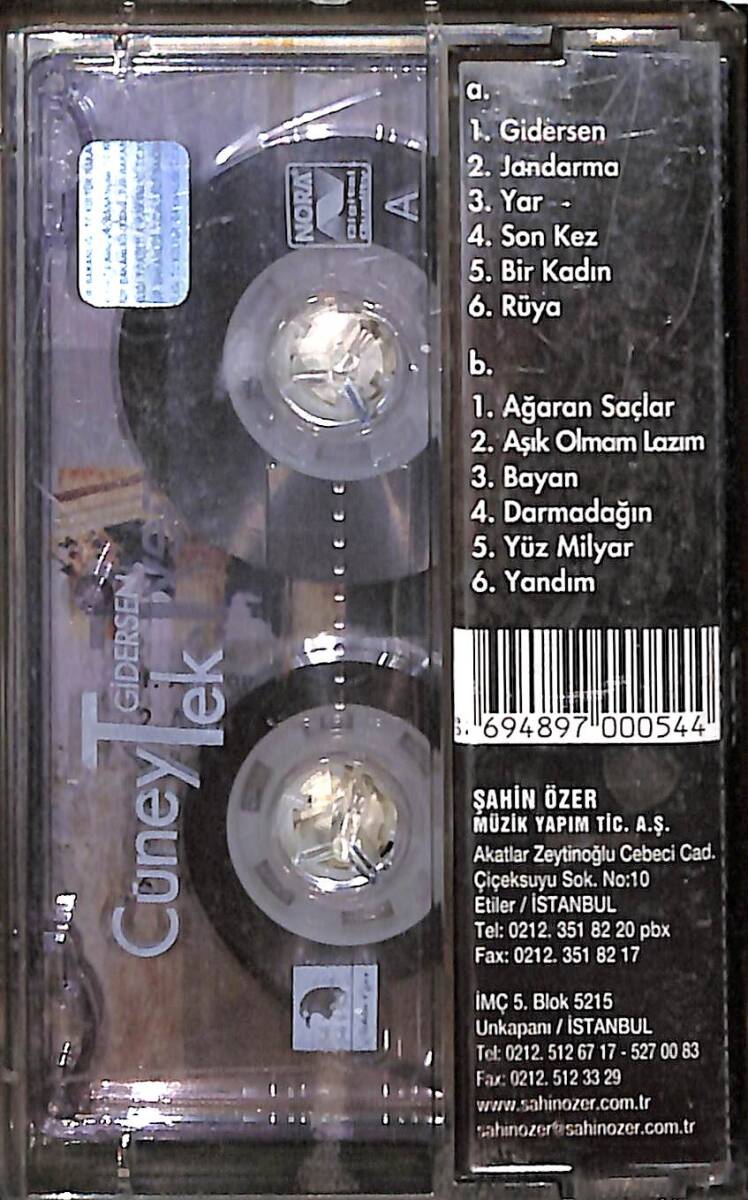 a.
1. Gidersen
2. Jandarma
3. Yar
4. Son Kez
5. Bir Kadın
6. Rüya
b.
1. Ağaran Saçlar
2. Aşık Olmam Lazım
3. Bayan
4. Darmadağın
5. Yüz Milyar
6. Yandım
694897 000544
ŞAHİN ÖZER
MÜZİK YAPIM TİC. A.Ş.
Akatlar Zeytinoğlu Cebeci Cad.
Çiçeksuyu Sok. No:10
Etiler / İSTANBUL
Tel: 0212. 351 82 20 pbx
Fax: 0212. 351 82 17
İMÇ 5. Blok 5215
Unkapanı / İSTANBUL
Tel: 0212. 512 67 17 - 527 00 83
Fax: 0212. 512 33 29
www.sahinozer.com.tr
sahinozer@sahinozer.com.tr
NORA
A
GİDERSEN
CüneyT Tek